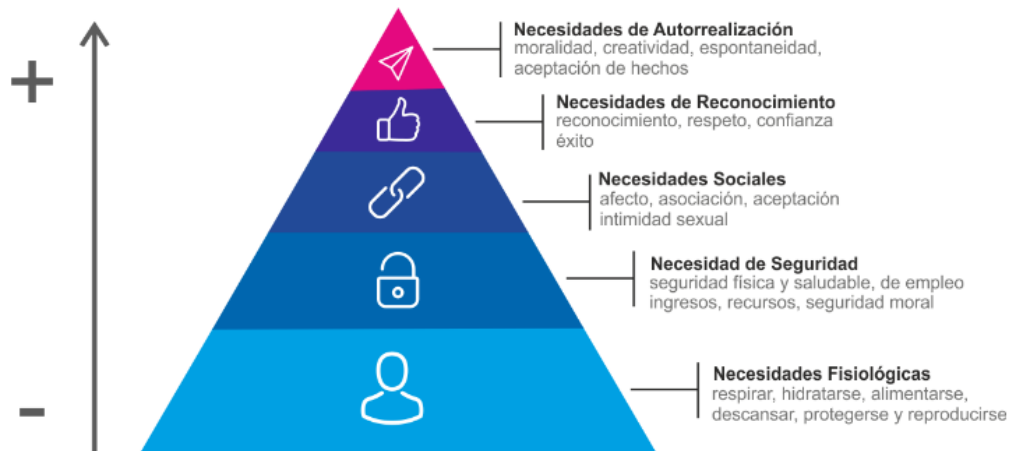 +
Necesidades de Autorrealización
moralidad, creatividad, espontaneidad,
aceptación de hechos
Necesidades de Reconocimiento
reconocimiento, respeto, confianza
éxito
Necesidades Sociales
afecto, asociación, aceptación
intimidad sexual
Necesidad de Seguridad
seguridad física y saludable, de empleo
ingresos, recursos, seguridad moral
Necesidades Fisiológicas
respirar, hidratarse, alimentarse,
descansar, protegerse y reproducirse
-